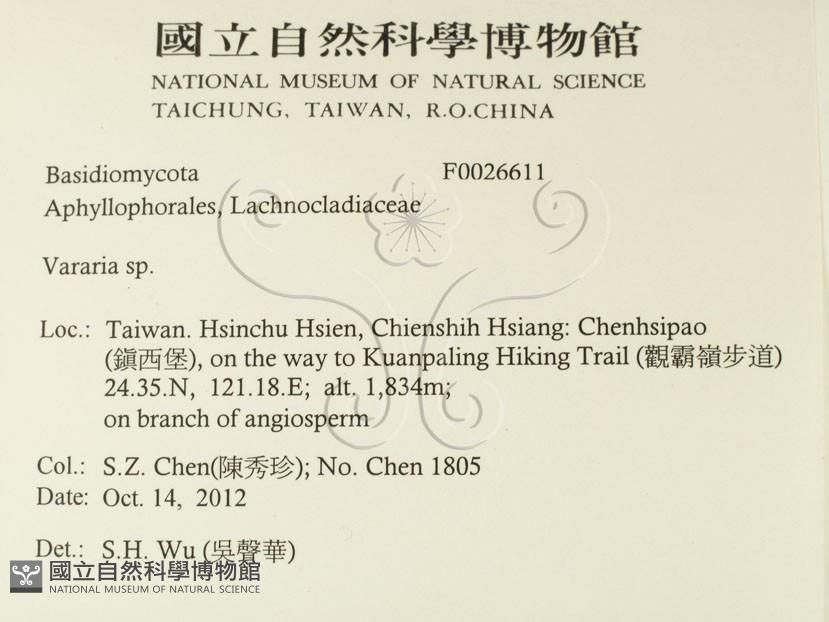 國立自然科學博物館
NATIONAL MUSEUM OF NATURAL SCIENCE
TAICHUNG, TAIWAN, R.O.CHINA
Basidiomycota F0026611
Aphyllophorales, Lachnocladiaceae
Vararia sp.
Loc.: Taiwan. Hsinchu Hsien, Chienshih Hsiang: Chenhsipao
(鎮西堡), on the way to Kuanpaling Hiking Trail (觀霸嶺步道)
24.35.N, 121.18.E; alt. 1,834m;
on branch of angiosperm
Col.: S.Z. Chen(陳秀珍); No. Chen 1805
Date: Oct. 14, 2012
Det.: S.H. Wu (吳聲華)
國立自然科學博物館
NATIONAL MUSEUM OF NATURAL SCIENCE